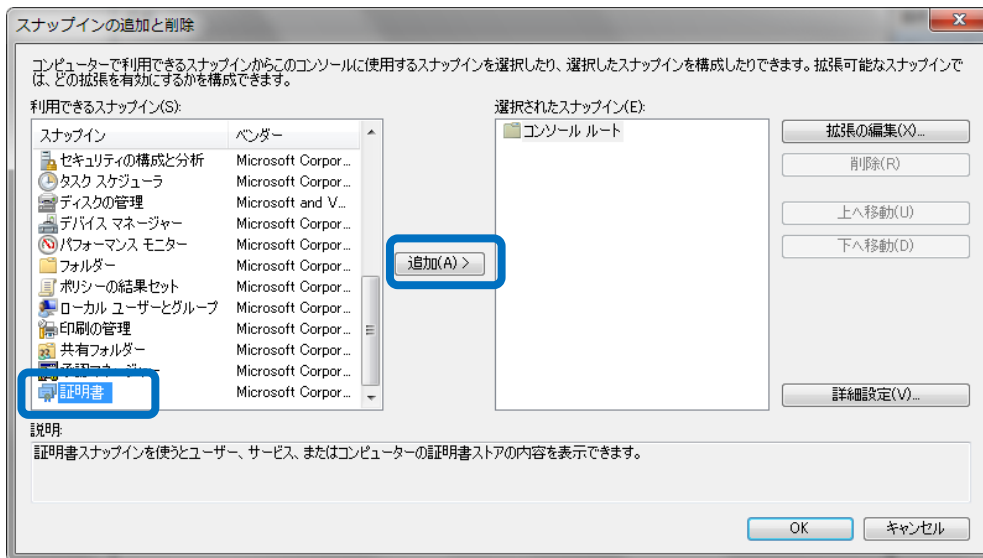 スナップインの追加と削除
コンピューターで利用できるスナップインからこのコンソールに使用するスナップインを選択したり、選択したスナップインを構成したりできます。拡張可能なスナップインで
は、どの拡張を有効にするかを構成できます。
利用できるスナップイン(S):
スナップイン ベンダー
セキュリティの構成と分析 Microsoft Corpor...
タスク スケジューラ Microsoft Corpor...
ディスクの管理 Microsoft and V...
デバイス マネージャー Microsoft Corpor...
パフォーマンス モニター Microsoft Corpor...
フォルダー Microsoft Corpor...
ポリシーの結果セット Microsoft Corpor...
ローカル ユーザーとグループ Microsoft Corpor...
印刷の管理 Microsoft Corpor...
共有フォルダー Microsoft Corpor...
承認マネージャー Microsoft Corpor...
証明書 Microsoft Corpor...
追加(A) >
選択されたスナップイン(E):
コンソール ルート
拡張の編集(X)...
削除(R)
上へ移動(U)
下へ移動(D)
詳細設定(V)...
説明:
証明書スナップインを使うとユーザー、サービス、またはコンピューターの証明書ストアの内容を表示できます。
OK
キャンセル